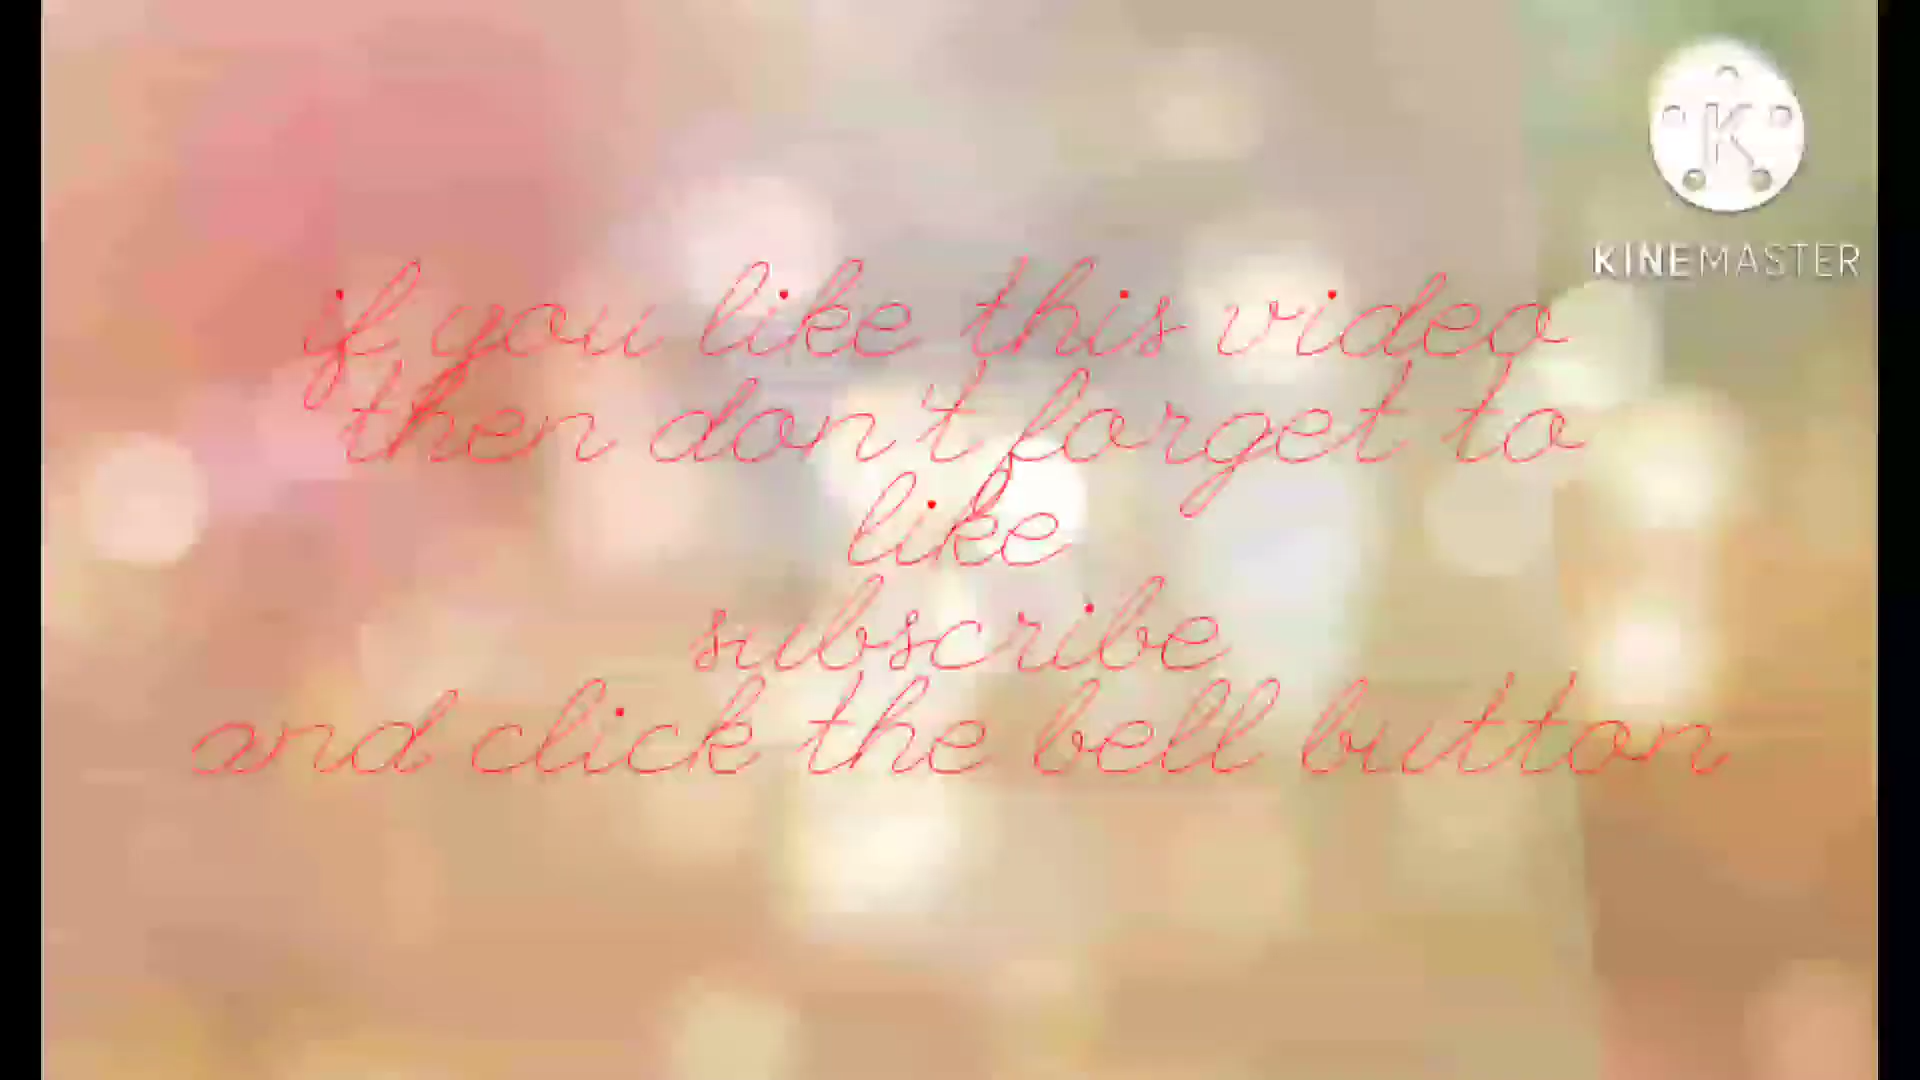 KINEMASTER
if you like this video
then don't forget to
like
subscribe
and click the bell button